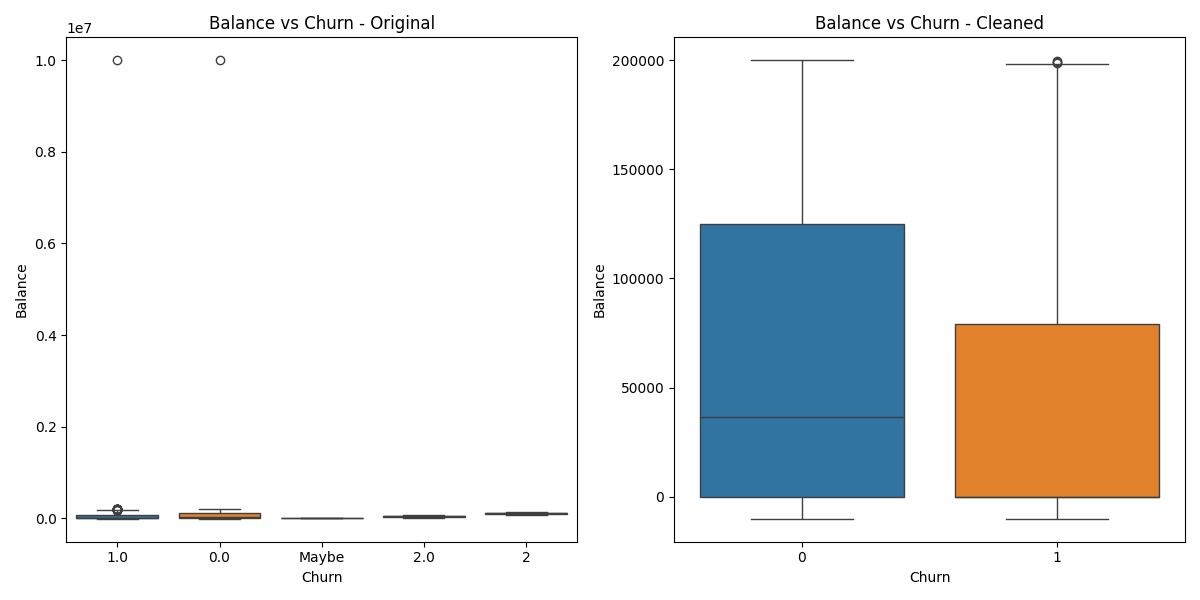 Balance vs Churn - Original
1e7
1.0
0.8
0.6
0.4
0.2
0.0
Balance
1.0 0.0 Maybe 2.0 2
Churn
Balance vs Churn - Cleaned
200000
150000
100000
50000
0
Balance
0 1
Churn